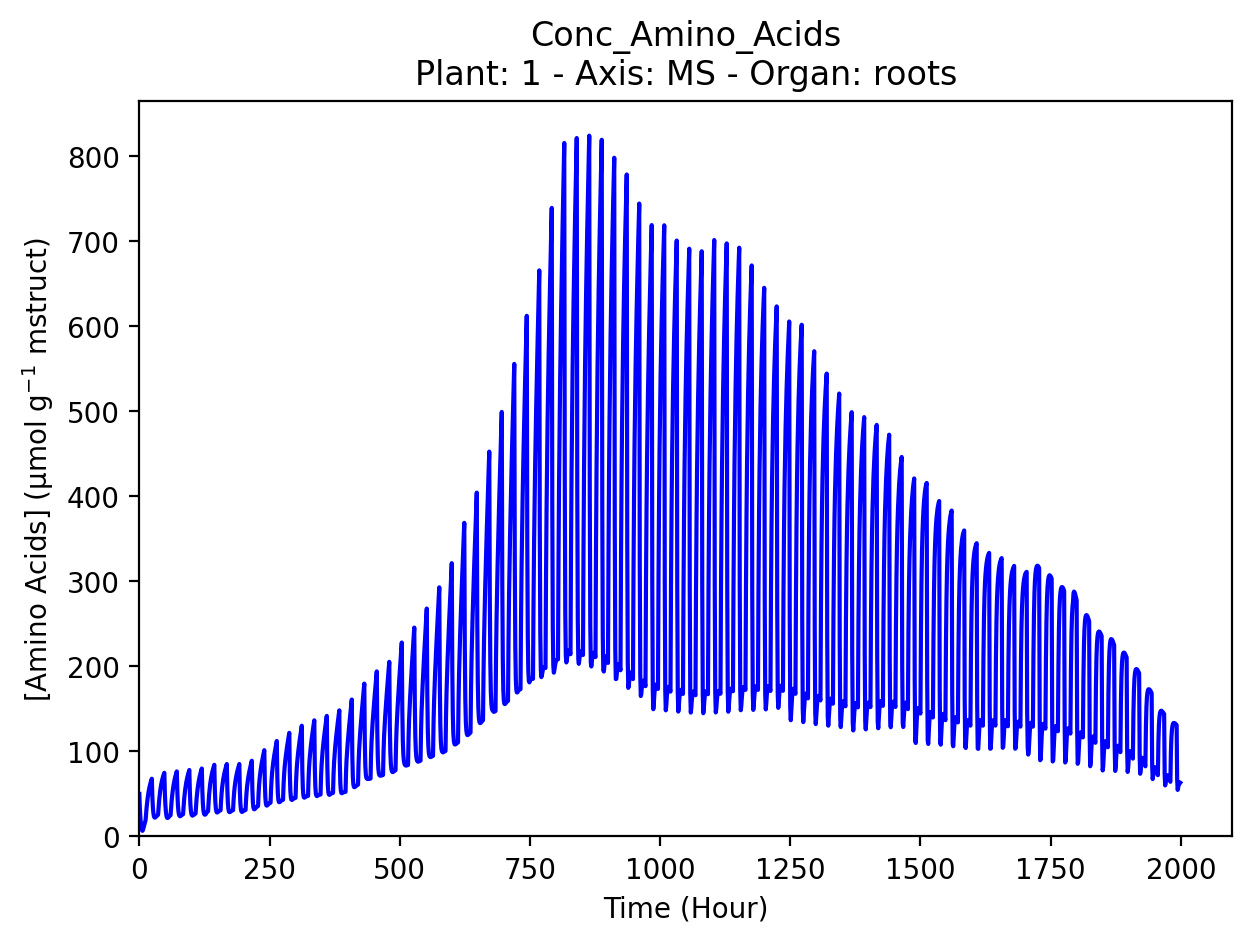 Conc_Amino_Acids
Plant: 1 - Axis: MS - Organ: roots
800
700
600
500
400
300
200
100
0
[Amino Acids] (µmol g⁻¹ mstruct)
0 250 500 750 1000 1250 1500 1750 2000
Time (Hour)